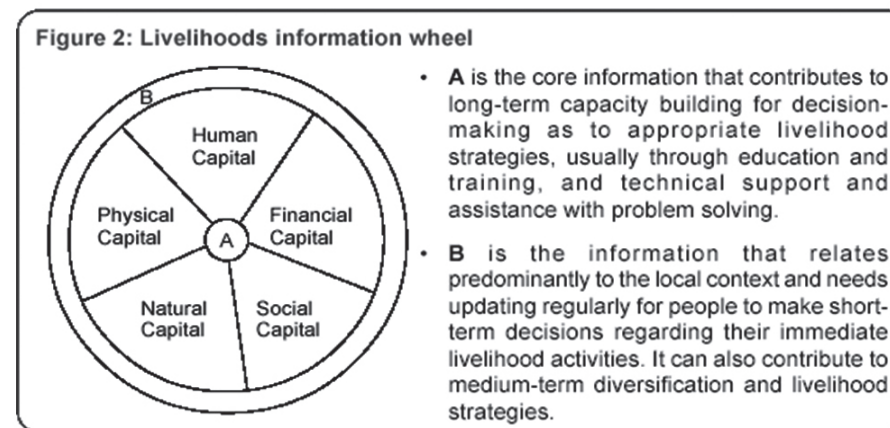 Figure 2: Livelihoods information wheel
B
Human
Capital
Physical
Capital
Financial
Capital
A
Natural
Capital
Social
Capital
• A is the core information that contributes to
long-term capacity building for decision-
making as to appropriate livelihood
strategies, usually through education and
training, and technical support and
assistance with problem solving.
• B is the information that relates
predominantly to the local context and needs
updating regularly for people to make short-
term decisions regarding their immediate
livelihood activities. It can also contribute to
medium-term diversification and livelihood
strategies.